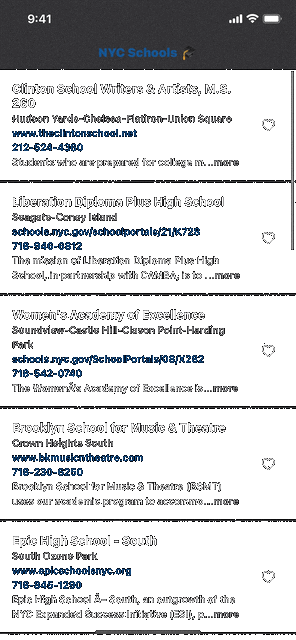 9:41
NYC Schools 🎓
Clinton School Writers & Artists, M.S.
260
Hudson Yards-Chelsea-Flatiron-Union Square
www.theclintonschool.net
212-524-4360
Students who are prepared for college m...more
Liberation Diploma Plus High School
Seagate-Coney Island
schools.nyc.gov/schoolportals/21/K728
718-946-6812
The mission of Liberation Diploma Plus High
School, in partnership with CAMBA, is to ...more
Women's Academy of Excellence
Soundview-Castle Hill-Clason Point-Harding
Park
schools.nyc.gov/SchoolPortals/08/X282
718-542-0740
The WomenÂs Academy of Excellence is...more
Brooklyn School for Music & Theatre
Crown Heights South
www.bkmusicntheatre.com
718-230-6250
Brooklyn School for Music & Theatre (BSMT)
uses our academic program to accommo...more
Epic High School - South
South Ozone Park
www.epicschoolsnyc.org
718-845-1290
Epic High School Â– South, an outgrowth of the
NYC Expanded Success Initiative (ESI), p...more